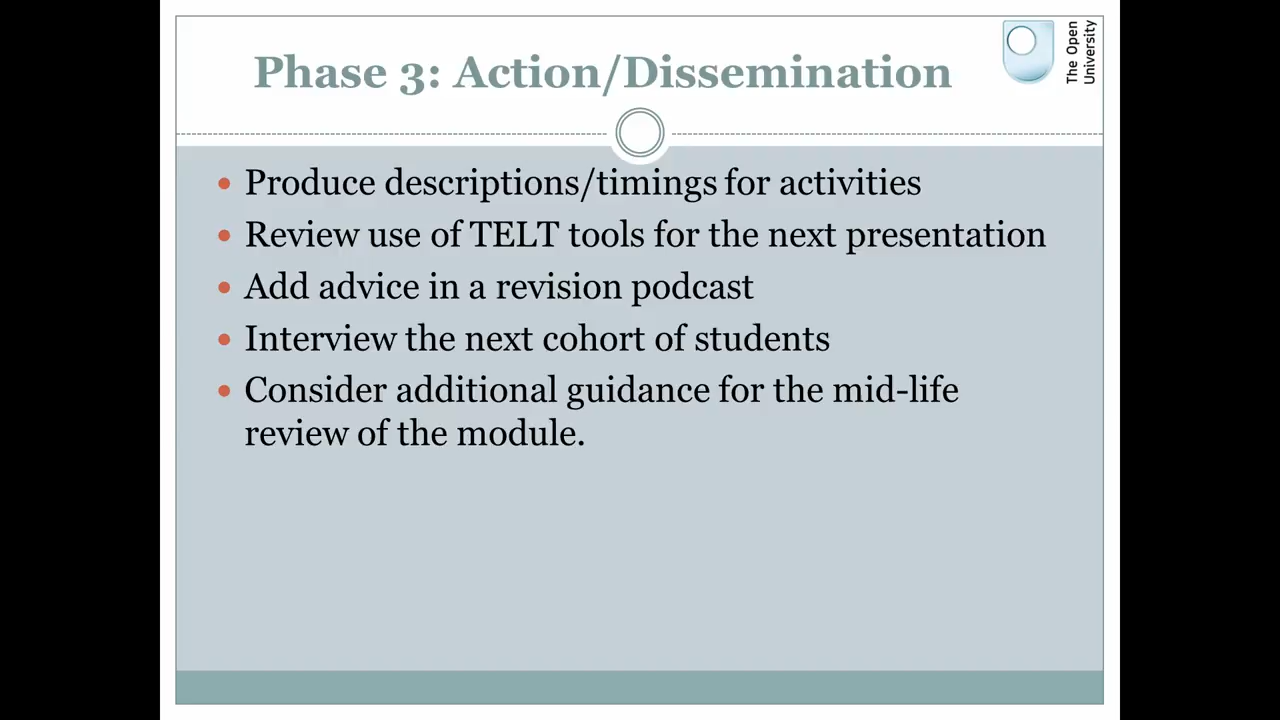 Phase 3: Action/Dissemination
The Open
University
Produce descriptions/timings for activities
Review use of TELT tools for the next presentation
Add advice in a revision podcast
Interview the next cohort of students
Consider additional guidance for the mid-life
review of the module.